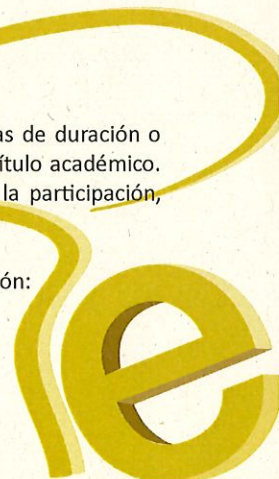 as de duración o
ítulo académico.
la participación,
ón:
e